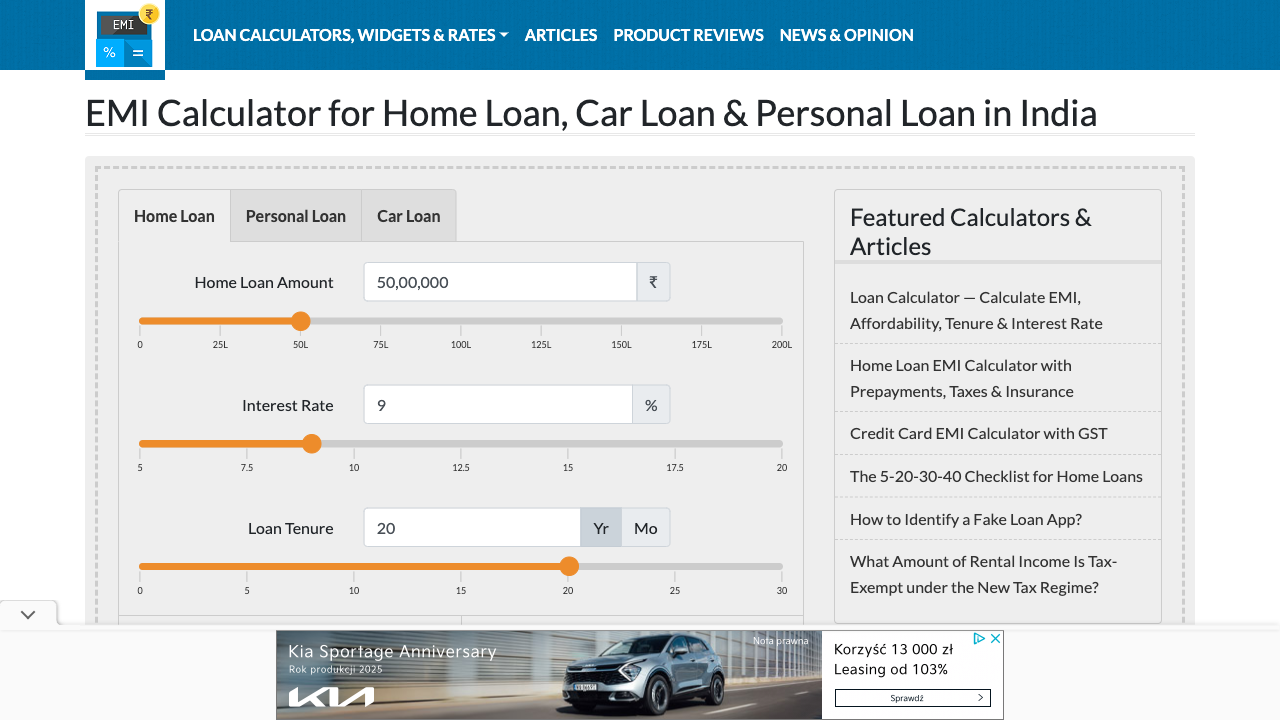 EMI
₹
%
=
LOAN CALCULATORS, WIDGETS & RATES
ARTICLES
PRODUCT REVIEWS
NEWS & OPINION
EMI Calculator for Home Loan, Car Loan & Personal Loan in India
Home Loan
Personal Loan
Car Loan
Home Loan Amount
50,00,000
₹
0 25L 50L 75L 100L 125L 150L 175L 200L
Interest Rate
9
%
5 7.5 10 12.5 15 17.5 20
Loan Tenure
20
Yr
Mo
0 5 10 15 20 25 30
Featured Calculators &
Articles
Loan Calculator — Calculate EMI,
Affordability, Tenure & Interest Rate
Home Loan EMI Calculator with
Prepayments, Taxes & Insurance
Credit Card EMI Calculator with GST
The 5-20-30-40 Checklist for Home Loans
How to Identify a Fake Loan App?
What Amount of Rental Income Is Tax-
Exempt under the New Tax Regime?
Kia Sportage Anniversary
Rok produkcji 2025
KIA
Nota prawna
Korzyść 13 000 zł
Leasing od 103%
Sprawdź